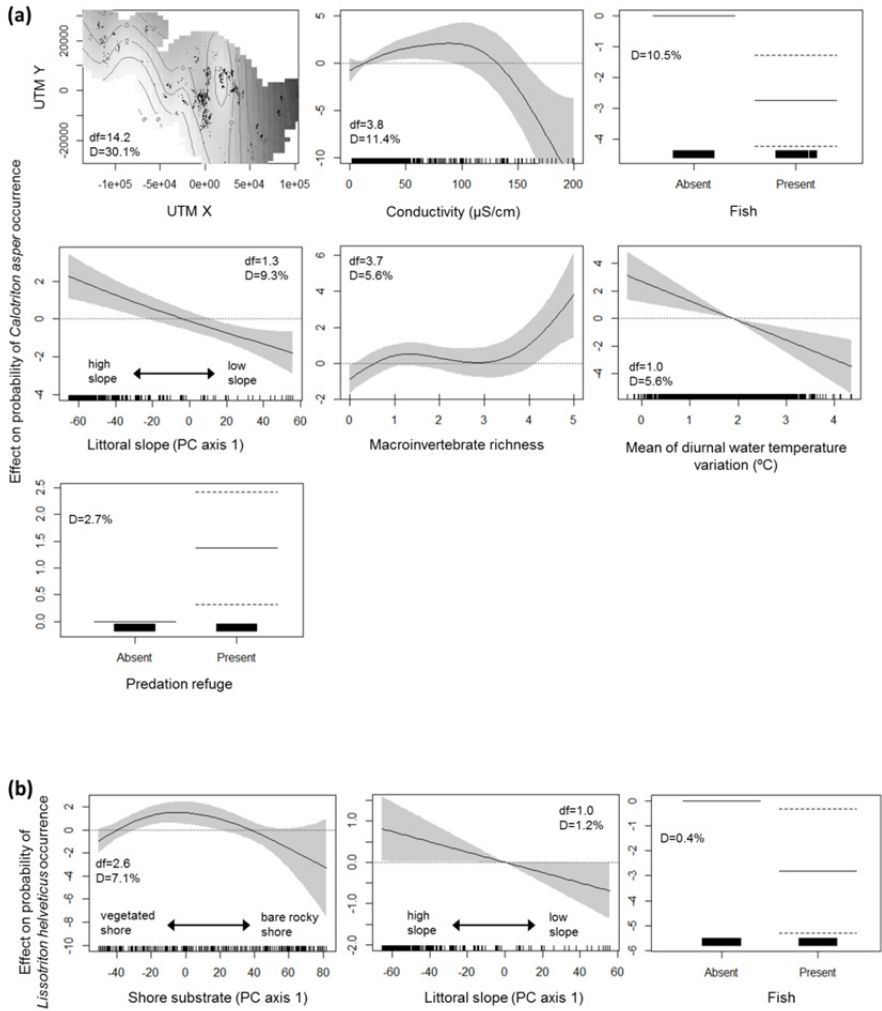 (a)
Effect on probability of Calotriton asper occurrence
UTM Y
20000
0
-20000
df=14.2
D=30.1%
-1e+05 -5e+04 0e+00 5e+04 1e+05
UTM X
5
0
-5
-10
df=3.8
D=11.4%
0 50 100 150 200
Conductivity (µS/cm)
0
-1
-2
-3
-4
D=10.5%
Absent Present
Fish
2
0
-2
-4
df=1.3
D=9.3%
high slope
low slope
-60 -40 -20 0 20 40 60
Littoral slope (PC axis 1)
6
4
2
0
-2
df=3.7
D=5.6%
0 1 2 3 4 5
Macroinvertebrate richness
4
2
0
-2
-4
df=1.0
D=5.6%
0 1 2 3 4
Mean of diurnal water temperature
variation (ºC)
2.5
2.0
1.5
1.0
0.5
0.0
D=2.7%
Absent Present
Predation refuge
(b)
Effect on probability of
Lissotriton helveticus occurrence
2
0
-2
-4
-6
-8
-10
df=2.6
D=7.1%
vegetated shore
bare rocky shore
-40 -20 0 20 40 60 80
Shore substrate (PC axis 1)
1.0
0.0
-1.0
-2.0
df=1.0
D=1.2%
high slope
low slope
-60 -40 -20 0 20 40 60
Littoral slope (PC axis 1)
0
-1
-2
-3
-4
-5
-6
D=0.4%
Absent Present
Fish